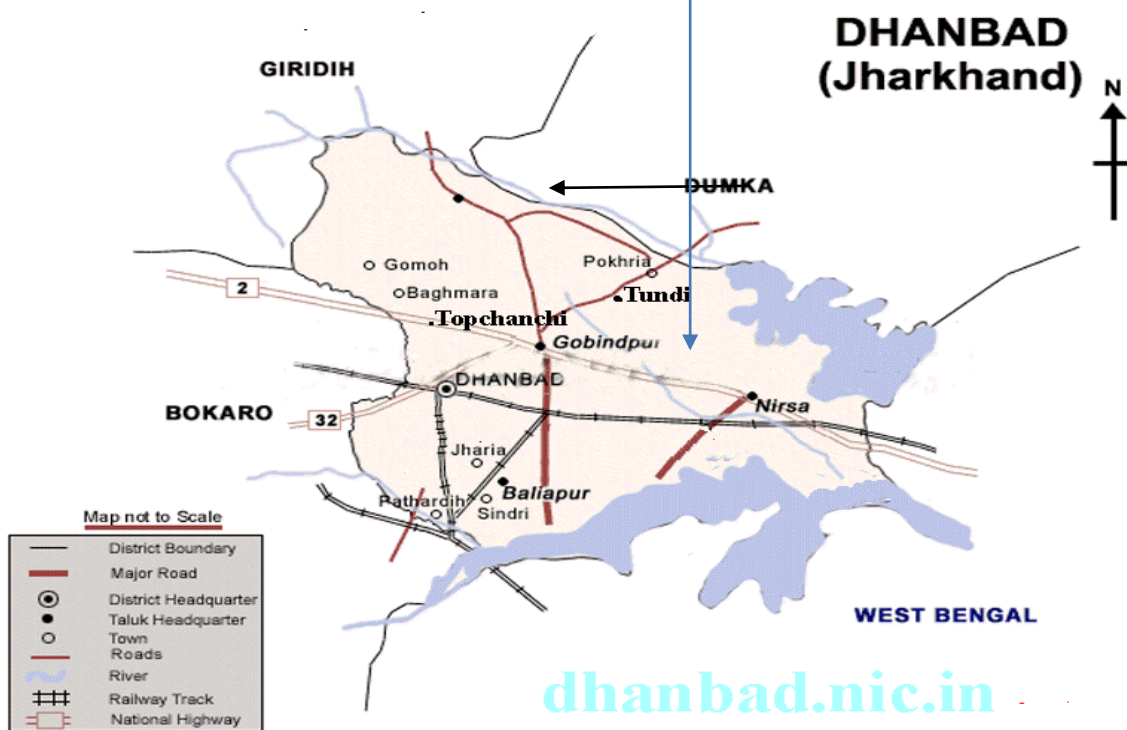 DHANBAD
(Jharkhand)
N
GIRIDIH
DUMKA
Gomoh
Pokhria
2
Baghmara
Tundi
Topchanchi
Gobindpur
DHANBAD
Nirsa
BOKARO
32
Jharia
Baliapur
Pathardih
Sindri
Map not to Scale
District Boundary
Major Road
District Headquarter
Taluk Headquarter
Town
Roads
River
Railway Track
National Highway
WEST BENGAL
dhanbad.nic.in